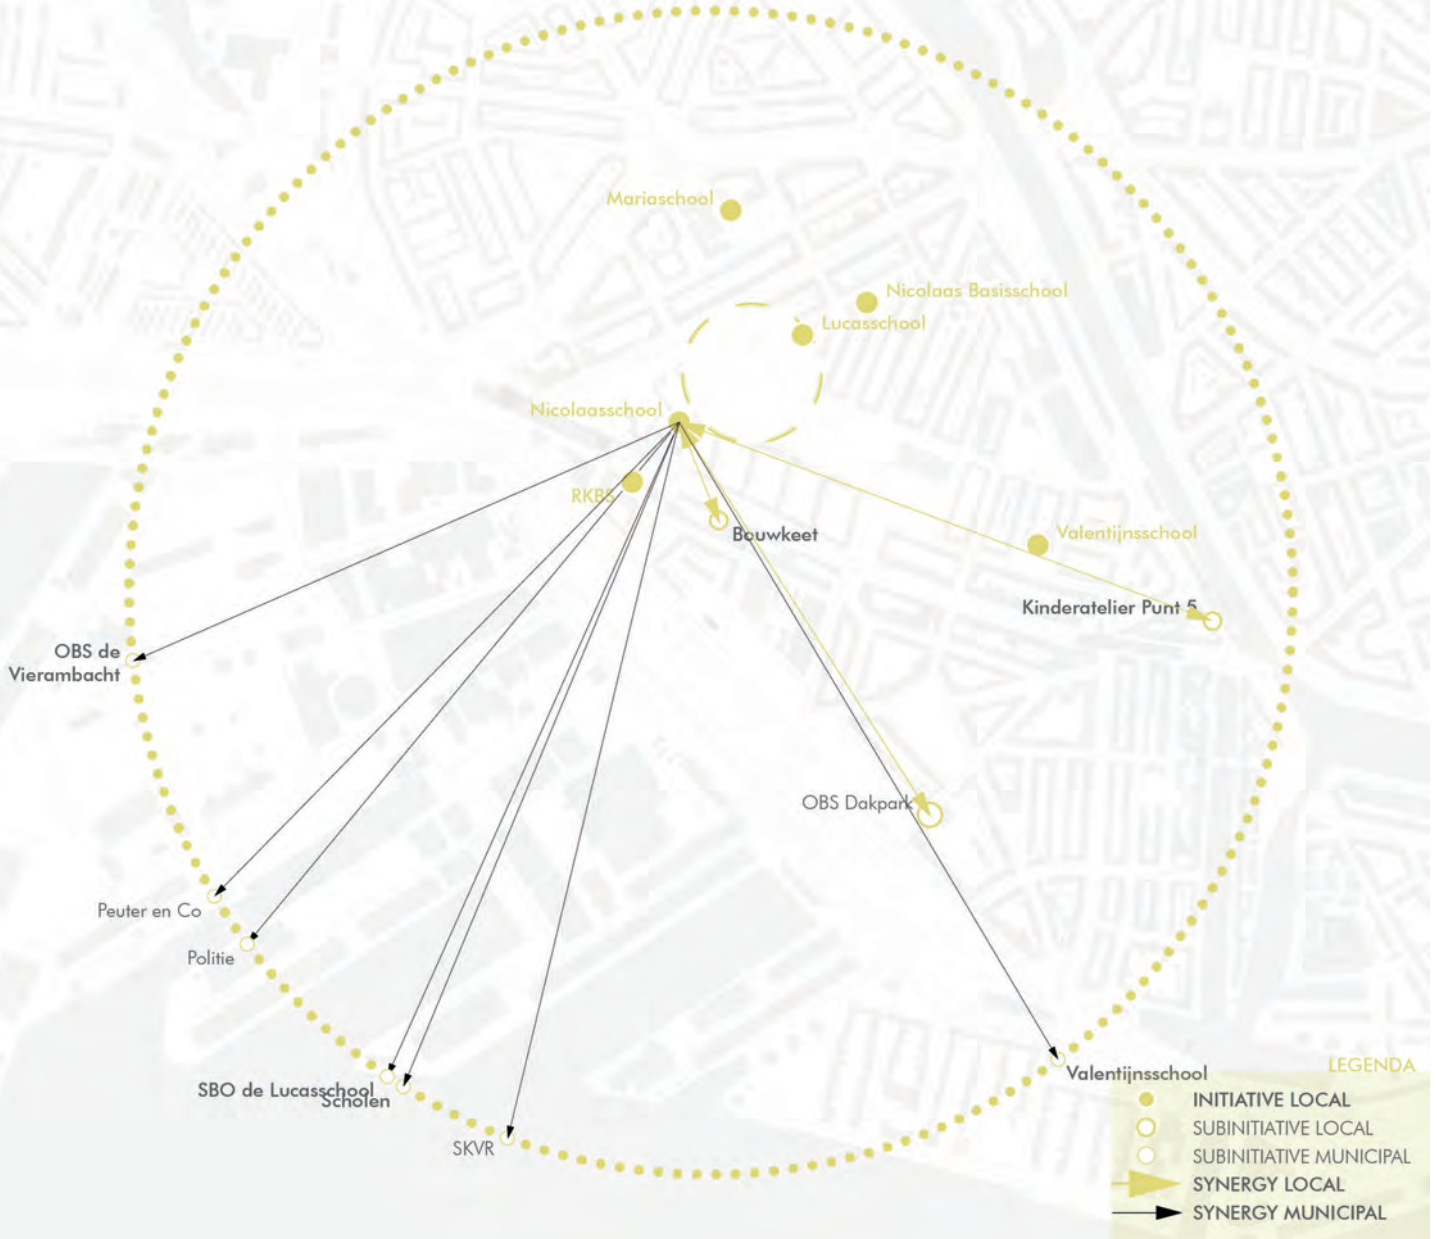 Mariaschool
Nicolaas Basisschool
Lucasschool
Nicolaasschool
RKBS
Bouwkeet
Valentijnsschool
Kinderatelier Punt 5
OBS de
Vierambacht
OBS Dakpark
Peuter en Co
Politie
SBO de Lucasschool
Scholen
SKVR
Valentijnsschool
LEGENDA
INITIATIVE LOCAL
SUBINITIATIVE LOCAL
SUBINITIATIVE MUNICIPAL
SYNERGY LOCAL
SYNERGY MUNICIPAL